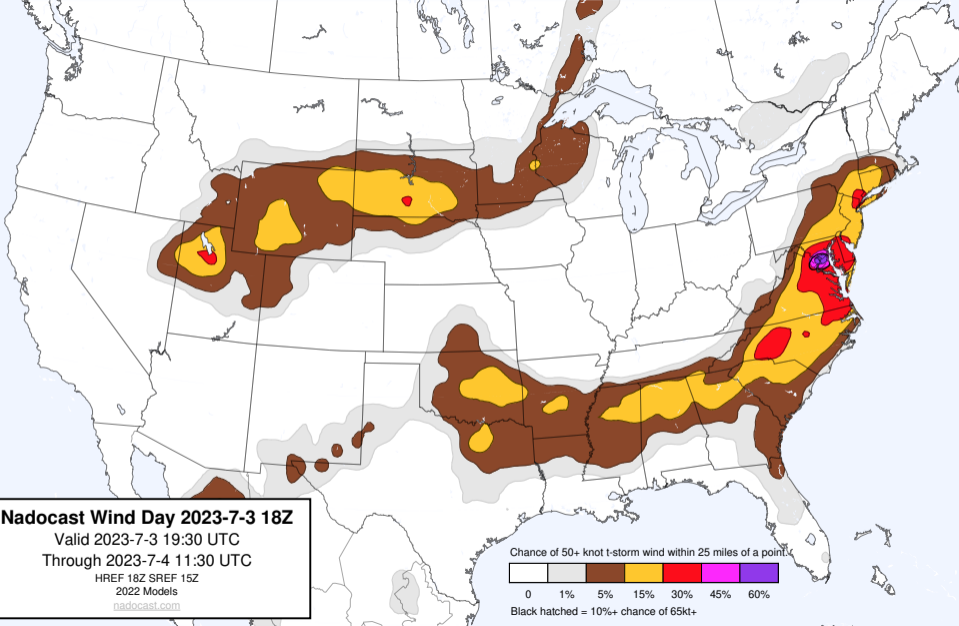 Nadocast Wind Day 2023-7-3 18Z
Valid 2023-7-3 19:30 UTC
Through 2023-7-4 11:30 UTC
HREF 18Z SREF 15Z
2022 Models
nadocast.com
Chance of 50+ knot t-storm wind within 25 miles of a point.
0 1% 5% 15% 30% 45% 60%
Black hatched = 10%+ chance of 65kt+